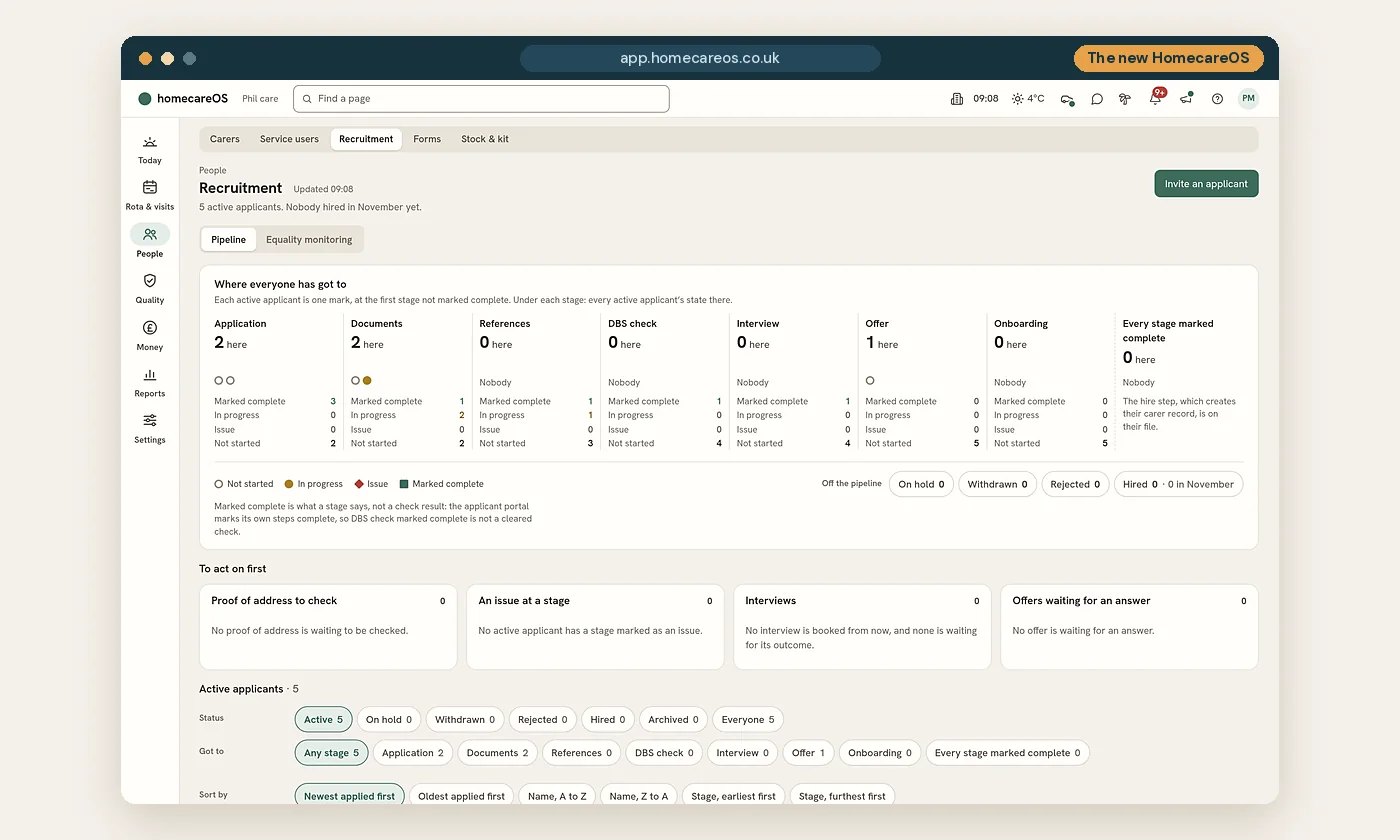 app.homecareos.co.uk
The new HomecareOS
homecareOS
Phil care
Find a page
09:08
4°C
9+
PM
Today
Rota & visits
People
Quality
Money
Reports
Settings
Carers
Service users
Recruitment
Forms
Stock & kit
People
Recruitment
Updated 09:08
5 active applicants. Nobody hired in November yet.
Invite an applicant
Pipeline
Equality monitoring
Where everyone has got to
Each active applicant is one mark, at the first stage not marked complete. Under each stage: every active applicant's state there.
Application
2 here
Marked complete 3
In progress 0
Issue 0
Not started 2
Documents
2 here
Marked complete 1
In progress 2
Issue 0
Not started 2
References
0 here
Nobody
Marked complete 1
In progress 1
Issue 0
Not started 3
DBS check
0 here
Nobody
Marked complete 1
In progress 0
Issue 0
Not started 4
Interview
0 here
Nobody
Marked complete 1
In progress 0
Issue 0
Not started 4
Offer
1 here
Marked complete 0
In progress 0
Issue 0
Not started 5
Onboarding
0 here
Nobody
Marked complete 0
In progress 0
Issue 0
Not started 5
Every stage marked
complete
0 here
Nobody
The hire step, which creates
their carer record, is on
their file.
Not started
In progress
Issue
Marked complete
Marked complete is what a stage says, not a check result: the applicant portal
marks its own steps complete, so DBS check marked complete is not a cleared
check.
Off the pipeline
On hold 0
Withdrawn 0
Rejected 0
Hired 0 · 0 in November
To act on first
Proof of address to check 0
No proof of address is waiting to be checked.
An issue at a stage 0
No active applicant has a stage marked as an issue.
Interviews 0
No interview is booked from now, and none is waiting
for its outcome.
Offers waiting for an answer 0
No offer is waiting for an answer.
Active applicants · 5
Status
Active 5
On hold 0
Withdrawn 0
Rejected 0
Hired 0
Archived 0
Everyone 5
Got to
Any stage 5
Application 2
Documents 2
References 0
DBS check 0
Interview 0
Offer 1
Onboarding 0
Every stage marked complete 0
Sort by
Newest applied first
Oldest applied first
Name, A to Z
Name, Z to A
Stage, earliest first
Stage, furthest first